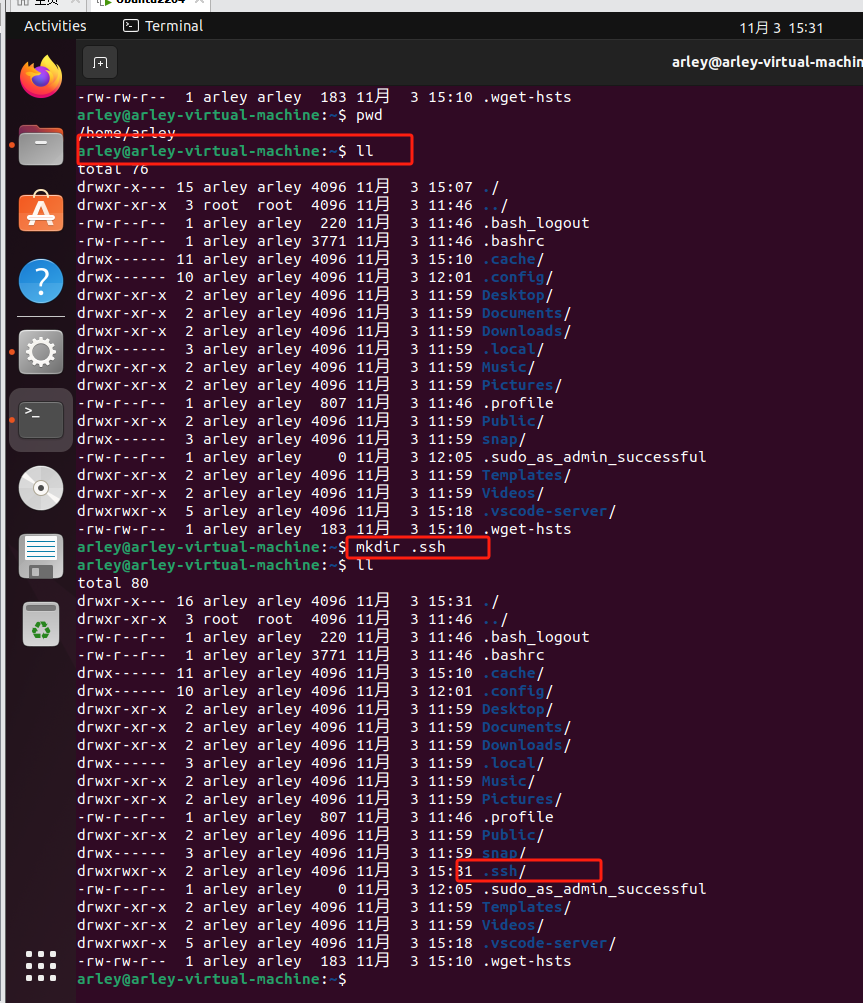 主页
Ubuntu2204
Activities
Terminal
11月 3 15:31
arley@arley-virtual-machin
-rw-rw-r-- 1 arley arley 183 11月 3 15:10 .wget-hsts
arley@arley-virtual-machine:~$ pwd
/home/arley
arley@arley-virtual-machine:~$ ll
total 76
drwxr-x--- 15 arley arley 4096 11月 3 15:07 ./
drwxr-xr-x 3 root root 4096 11月 3 11:46 ../
-rw-r--r-- 1 arley arley 220 11月 3 11:46 .bash_logout
-rw-r--r-- 1 arley arley 3771 11月 3 11:46 .bashrc
drwx------ 11 arley arley 4096 11月 3 15:10 .cache/
drwx------ 10 arley arley 4096 11月 3 12:01 .config/
drwxr-xr-x 2 arley arley 4096 11月 3 11:59 Desktop/
drwxr-xr-x 2 arley arley 4096 11月 3 11:59 Documents/
drwxr-xr-x 2 arley arley 4096 11月 3 11:59 Downloads/
drwx------ 3 arley arley 4096 11月 3 11:59 .local/
drwxr-xr-x 2 arley arley 4096 11月 3 11:59 Music/
drwxr-xr-x 2 arley arley 4096 11月 3 11:59 Pictures/
-rw-r--r-- 1 arley arley 807 11月 3 11:46 .profile
drwxr-xr-x 2 arley arley 4096 11月 3 11:59 Public/
drwx------ 3 arley arley 4096 11月 3 11:59 snap/
-rw-r--r-- 1 arley arley 0 11月 3 12:05 .sudo_as_admin_successful
drwxr-xr-x 2 arley arley 4096 11月 3 11:59 Templates/
drwxr-xr-x 2 arley arley 4096 11月 3 11:59 Videos/
drwxrwxr-x 5 arley arley 4096 11月 3 15:18 .vscode-server/
-rw-rw-r-- 1 arley arley 183 11月 3 15:10 .wget-hsts
arley@arley-virtual-machine:~$ mkdir .ssh
arley@arley-virtual-machine:~$ ll
total 80
drwxr-x--- 16 arley arley 4096 11月 3 15:31 ./
drwxr-xr-x 3 root root 4096 11月 3 11:46 ../
-rw-r--r-- 1 arley arley 220 11月 3 11:46 .bash_logout
-rw-r--r-- 1 arley arley 3771 11月 3 11:46 .bashrc
drwx------ 11 arley arley 4096 11月 3 15:10 .cache/
drwx------ 10 arley arley 4096 11月 3 12:01 .config/
drwxr-xr-x 2 arley arley 4096 11月 3 11:59 Desktop/
drwxr-xr-x 2 arley arley 4096 11月 3 11:59 Documents/
drwxr-xr-x 2 arley arley 4096 11月 3 11:59 Downloads/
drwx------ 3 arley arley 4096 11月 3 11:59 .local/
drwxr-xr-x 2 arley arley 4096 11月 3 11:59 Music/
drwxr-xr-x 2 arley arley 4096 11月 3 11:59 Pictures/
-rw-r--r-- 1 arley arley 807 11月 3 11:46 .profile
drwxr-xr-x 2 arley arley 4096 11月 3 11:59 Public/
drwx------ 3 arley arley 4096 11月 3 11:59 snap/
drwxrwxr-x 2 arley arley 4096 11月 3 15:31 .ssh/
-rw-r--r-- 1 arley arley 0 11月 3 12:05 .sudo_as_admin_successful
drwxr-xr-x 2 arley arley 4096 11月 3 11:59 Templates/
drwxr-xr-x 2 arley arley 4096 11月 3 11:59 Videos/
drwxrwxr-x 5 arley arley 4096 11月 3 15:18 .vscode-server/
-rw-rw-r-- 1 arley arley 183 11月 3 15:10 .wget-hsts
arley@arley-virtual-machine:~$